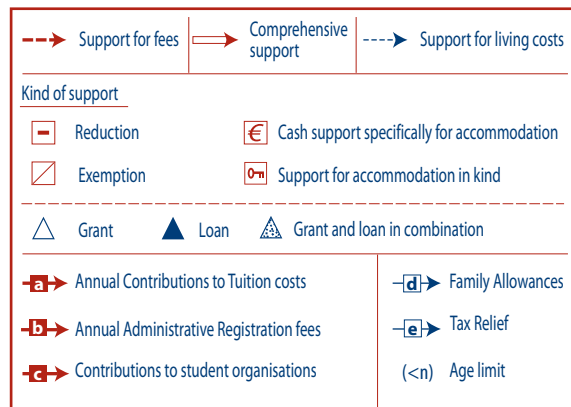 Support for fees
Comprehensive
support
Support for living costs
Kind of support
Reduction
€ Cash support specifically for accommodation
Exemption
Support for accommodation in kind
Grant
Loan
Grant and loan in combination
a Annual Contributions to Tuition costs
d Family Allowances
b Annual Administrative Registration fees
e Tax Relief
c Contributions to student organisations
(<n) Age limit